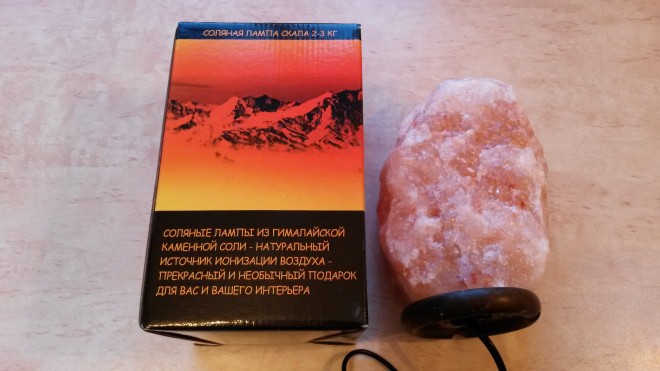 СОЛЯНАЯ ЛАМПА СКАЛА 2-3 КГ
СОЛЯНЫЕ ЛАМПЫ ИЗ ГИМАЛАЙСКОЙ
КАМЕННОЙ СОЛИ - НАТУРАЛЬНЫЙ
ИСТОЧНИК ИОНИЗАЦИИ ВОЗДУХА -
ПРЕКРАСНЫЙ И НЕОБЫЧНЫЙ ПОДАРОК
ДЛЯ ВАС И ВАШЕГО ИНТЕРЬЕРА